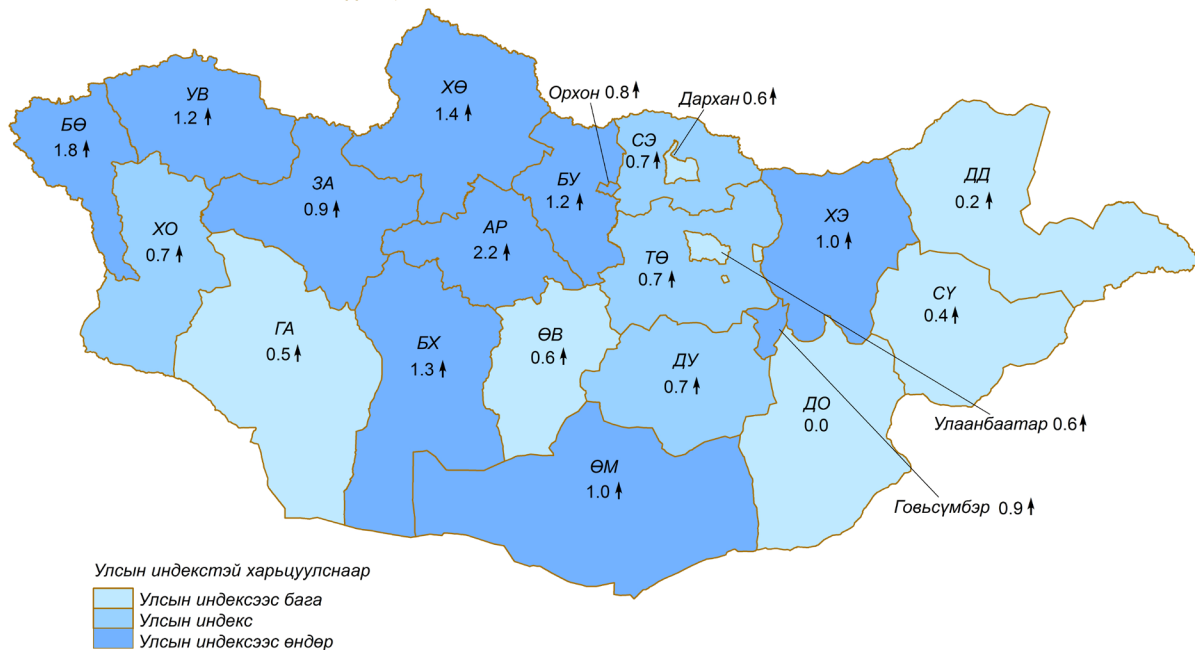 УВ
1.2
ХӨ
1.4
Орхон 0.8
Дархан 0.6
БӨ
1.8
СЭ
0.7
ЗА
0.9
БУ
1.2
ДД
0.2
ХО
0.7
АР
2.2
ХЭ
1.0
ТӨ
0.7
СҮ
0.4
ГА
0.5
БХ
1.3
ӨВ
0.6
ДУ
0.7
ДО
0.0
Улаанбаатар 0.6
ӨМ
1.0
Говьсүмбэр 0.9
Улсын индекстэй харьцуулснаар
Улсын индексээс бага
Улсын индекс
Улсын индексээс өндөр